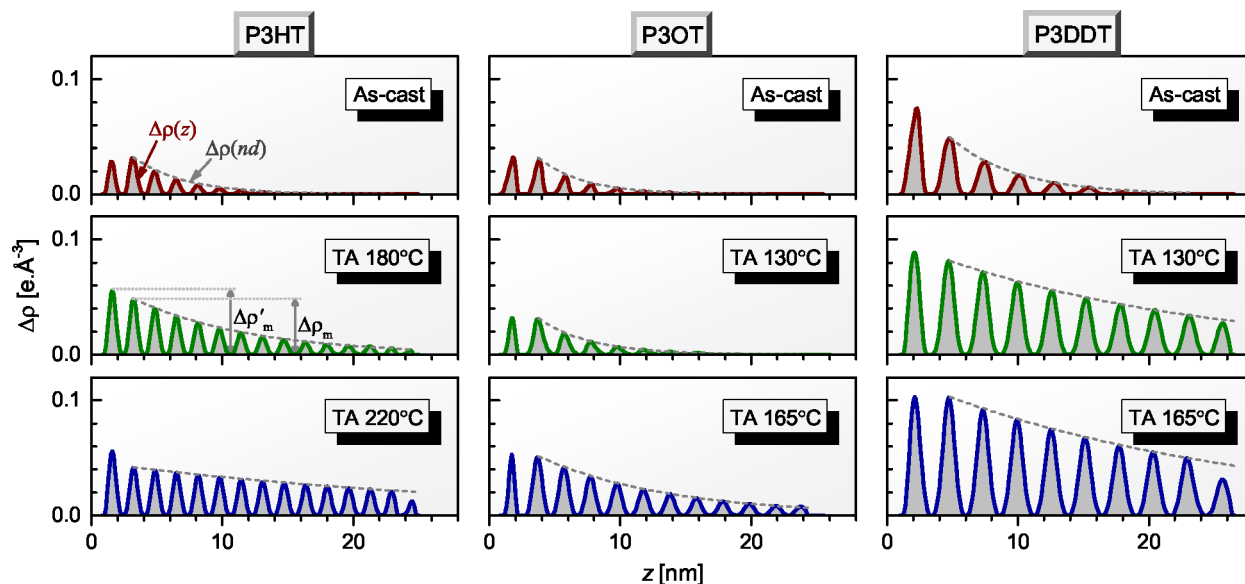 P3HT P3OT P3DDT
0.1 As-cast As-cast As-cast
Δρ(z)
Δρ(nd)
0.0
0.1 TA 180°C TA 130°C TA 130°C
Δρ′m Δρm
0.0
Δρ [e.Å⁻³]
0.1 TA 220°C TA 165°C TA 165°C
0.0
0 10 20 0 10 20 0 10 20
z [nm]